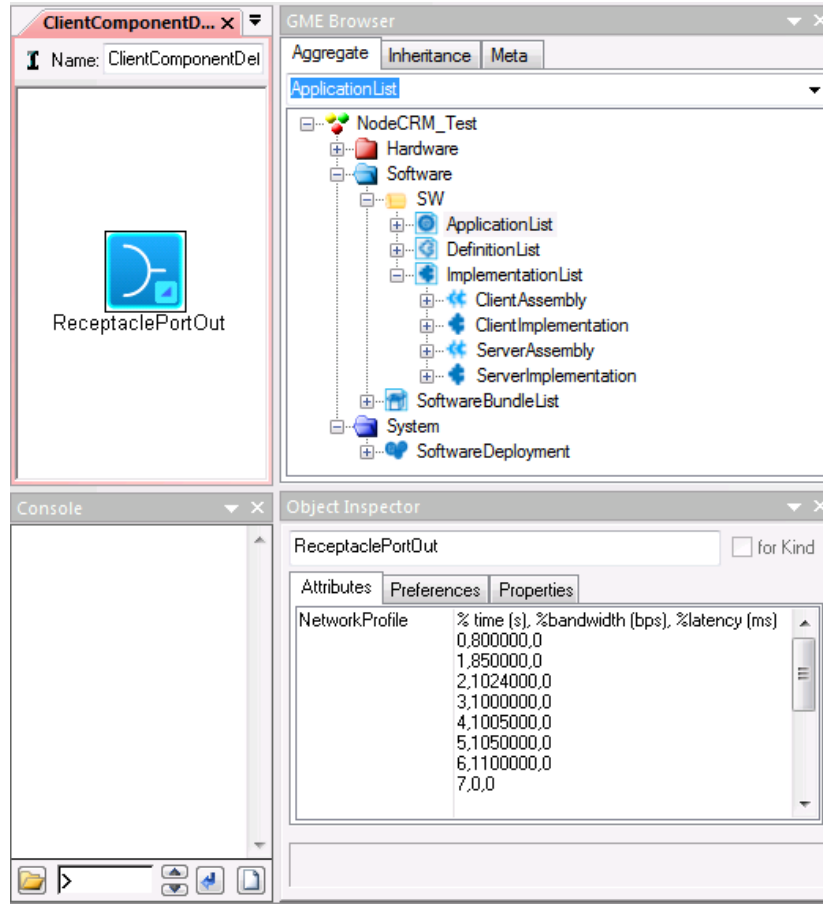 ClientComponentD...
Name: ClientComponentDel
ReceptaclePortOut
GME Browser
Aggregate Inheritance Meta
ApplicationList
NodeCRM_Test
Hardware
Software
SW
ApplicationList
DefinitionList
ImplementationList
ClientAssembly
ClientImplementation
ServerAssembly
ServerImplementation
SoftwareBundleList
System
SoftwareDeployment
Console
>
Object Inspector
ReceptaclePortOut for Kind
Attributes Preferences Properties
NetworkProfile % time (s), %bandwidth (bps), %latency (ms)
0,800000,0
1,850000,0
2,1024000,0
3,1000000,0
4,1005000,0
5,1050000,0
6,1100000,0
7,0,0